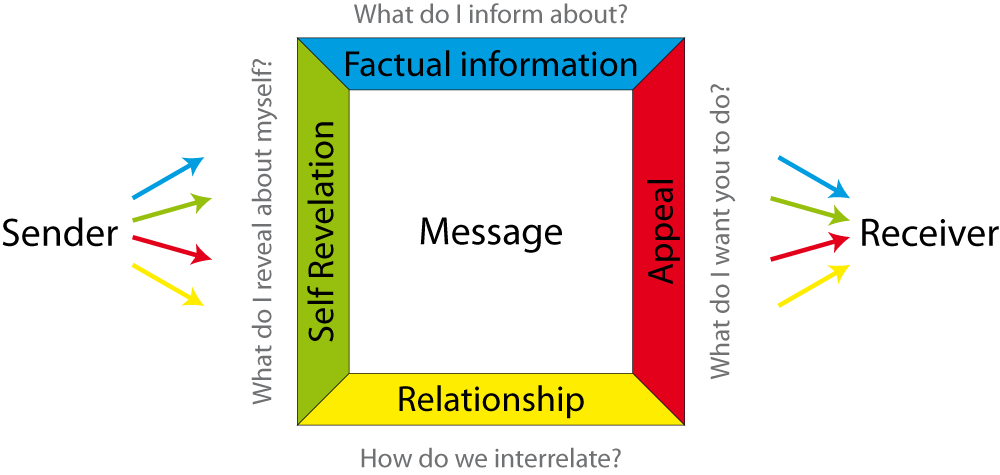 What do I inform about?
Factual information
Sender
What do I reveal about myself?
Self Revelation
Message
Appeal
What do I want you to do?
Receiver
Relationship
How do we interrelate?